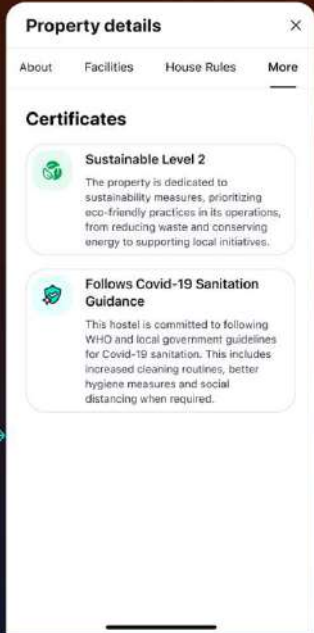 Property details
About Facilities House Rules More
Certificates
Sustainable Level 2
The property is dedicated to
sustainability measures, prioritizing
eco-friendly practices in its operations,
from reducing waste and conserving
energy to supporting local initiatives.
Follows Covid-19 Sanitation
Guidance
This hostel is committed to following
WHO and local government guidelines
for Covid-19 sanitation. This includes
increased cleaning routines, better
hygiene measures and social
distancing when required.